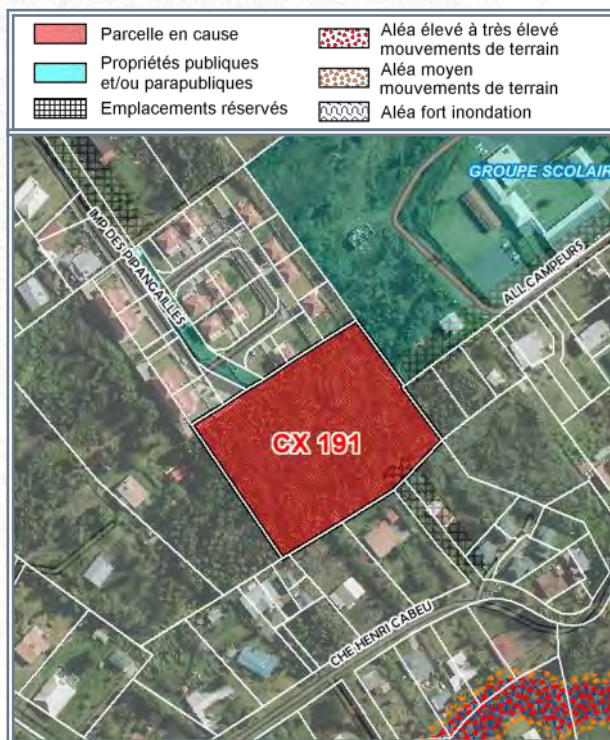 Parcelle en cause
Propriétés publiques
et/ou parapubliques
Emplacements réservés
Aléa élevé à très élevé
mouvements de terrain
Aléa moyen
mouvements de terrain
Aléa fort inondation
GROUPE SCOLAIR
IMP DES PIPANGAILLES
ALL CAMPEURS
CX 191
CHE HENRI CABEU